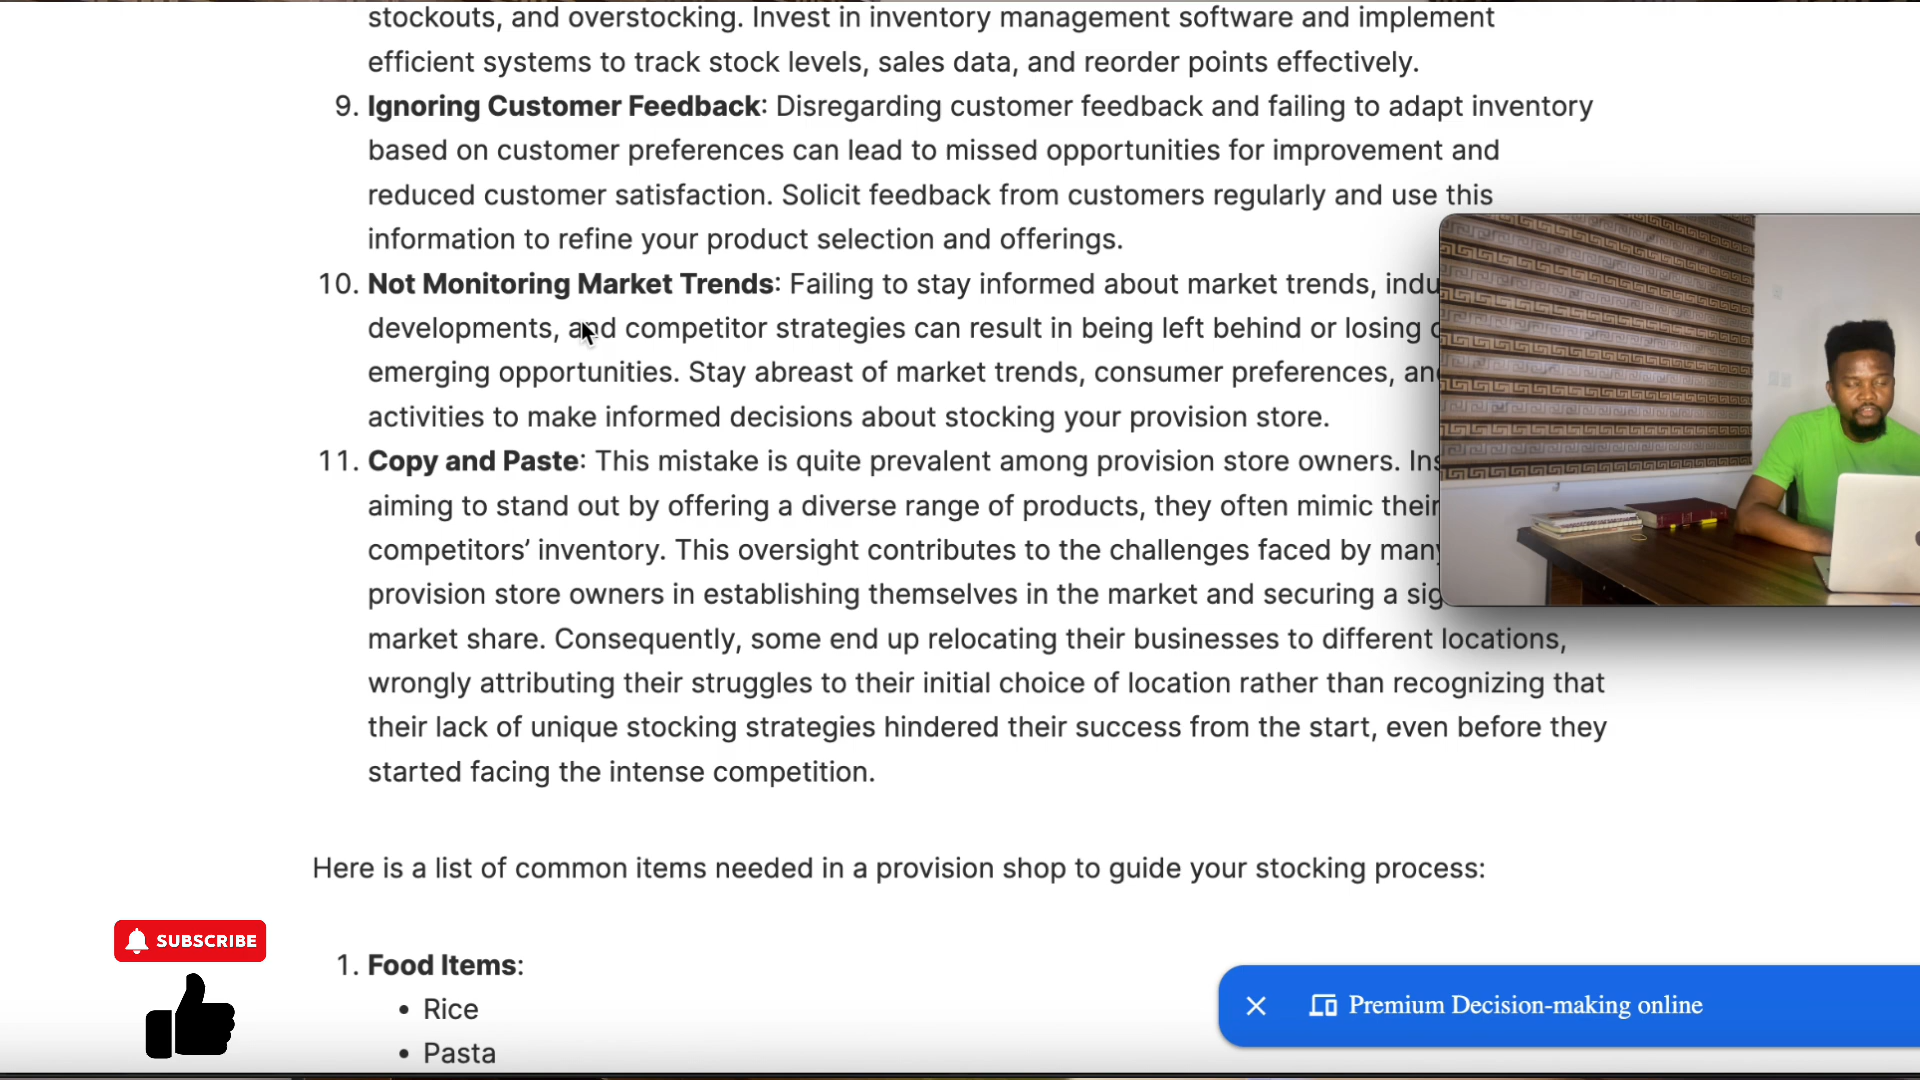 stockouts, and overstocking. Invest in inventory management software and implement
efficient systems to track stock levels, sales data, and reorder points effectively.
9. Ignoring Customer Feedback: Disregarding customer feedback and failing to adapt inventory
based on customer preferences can lead to missed opportunities for improvement and
reduced customer satisfaction. Solicit feedback from customers regularly and use this
information to refine your product selection and offerings.
10. Not Monitoring Market Trends: Failing to stay informed about market trends,
developments, and competitor strategies can result in being left behind or losing
emerging opportunities. Stay abreast of market trends, consumer preferences,
activities to make informed decisions about stocking your provision store.
11. Copy and Paste: This mistake is quite prevalent among provision store owners.
aiming to stand out by offering a diverse range of products, they often mimic their
competitors’ inventory. This oversight contributes to the challenges faced by many
provision store owners in establishing themselves in the market and securing a
market share. Consequently, some end up relocating their businesses to different locations,
wrongly attributing their struggles to their initial choice of location rather than recognizing that
their lack of unique stocking strategies hindered their success from the start, even before they
started facing the intense competition.
Here is a list of common items needed in a provision shop to guide your stocking process:
1. Food Items:
• Rice
• Pasta
SUBSCRIBE
Premium Decision-making online